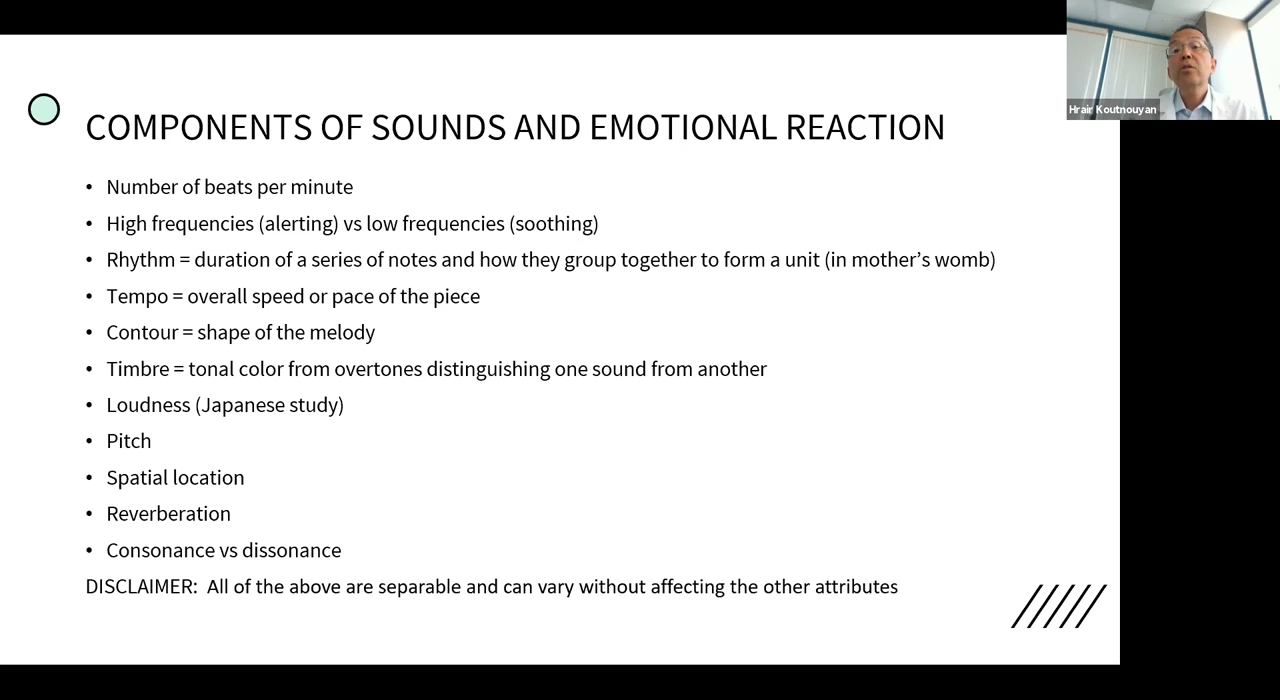 Hrair Koutnouyan
COMPONENTS OF SOUNDS AND EMOTIONAL REACTION
• Number of beats per minute
• High frequencies (alerting) vs low frequencies (soothing)
• Rhythm = duration of a series of notes and how they group together to form a unit (in mother’s womb)
• Tempo = overall speed or pace of the piece
• Contour = shape of the melody
• Timbre = tonal color from overtones distinguishing one sound from another
• Loudness (Japanese study)
• Pitch
• Spatial location
• Reverberation
• Consonance vs dissonance
DISCLAIMER:  All of the above are separable and can vary without affecting the other attributes